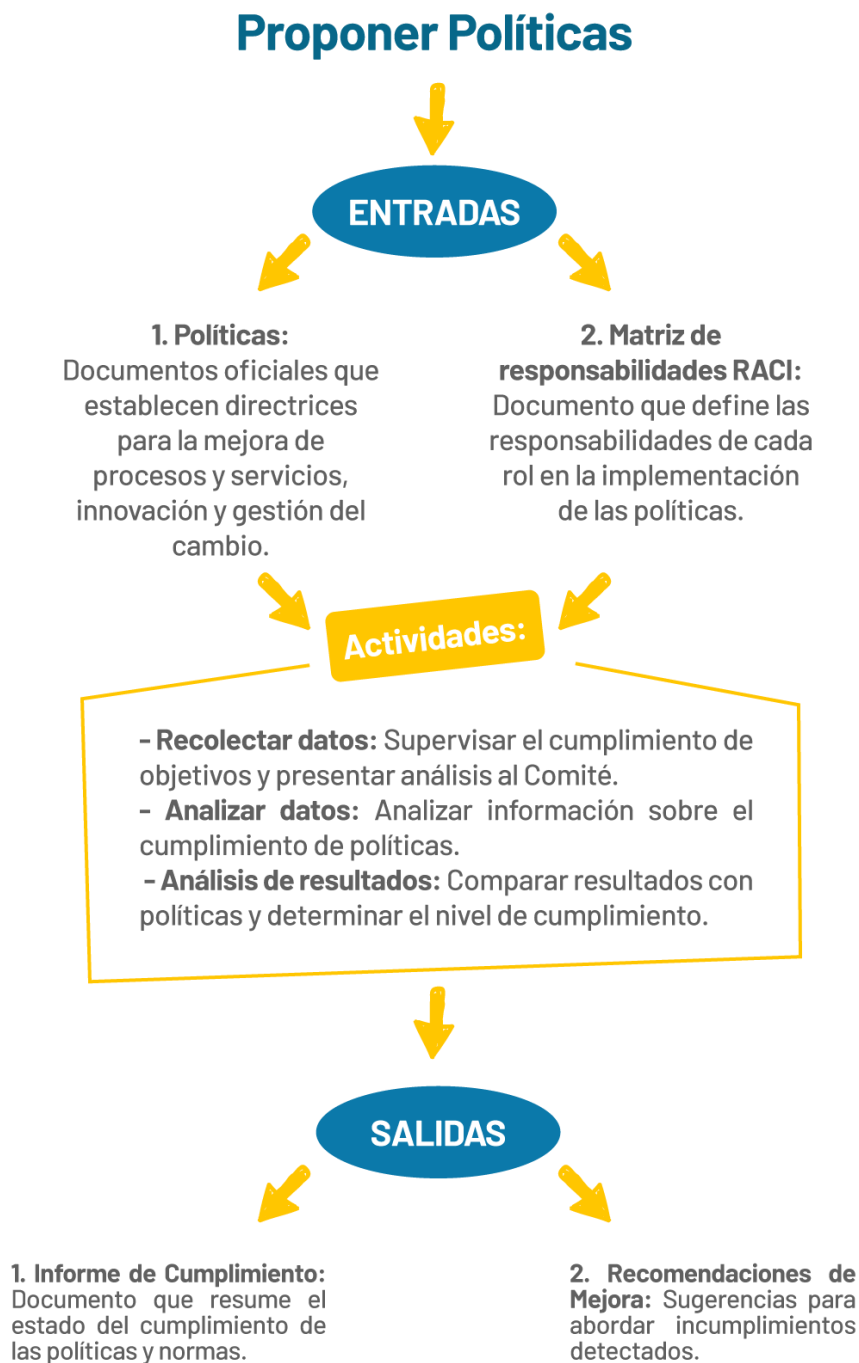 Proponer Políticas
ENTRADAS
1. Políticas:
Documentos oficiales que
establecen directrices
para la mejora de
procesos y servicios,
innovación y gestión del
cambio.
2. Matriz de
responsabilidades RACI:
Documento que define las
responsabilidades de cada
rol en la implementación
de las políticas.
Actividades:
- Recolectar datos: Supervisar el cumplimiento de
objetivos y presentar análisis al Comité.
- Analizar datos: Analizar información sobre el
cumplimiento de políticas.
- Análisis de resultados: Comparar resultados con
políticas y determinar el nivel de cumplimiento.
SALIDAS
1. Informe de Cumplimiento:
Documento que resume el
estado del cumplimiento de
las políticas y normas.
2. Recomendaciones de
Mejora: Sugerencias para
abordar incumplimientos
detectados.